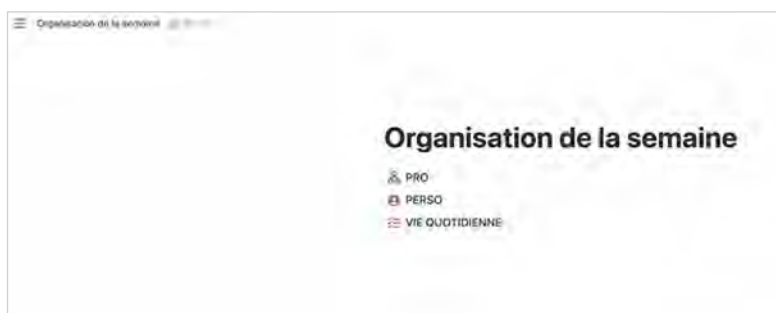 Organisation de la semaine
Organisation de la semaine
PRO
PERSO
VIE QUOTIDIENNE